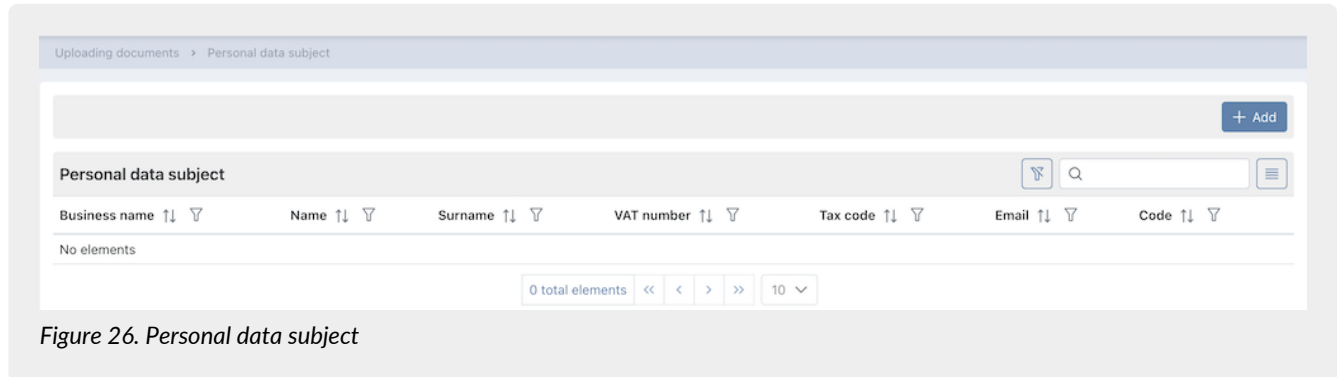 Uploading documents > Personal data subject
+ Add
Personal data subject
Business name Name Surname VAT number Tax code Email Code
No elements
0 total elements << < > >> 10
Figure 26. Personal data subject